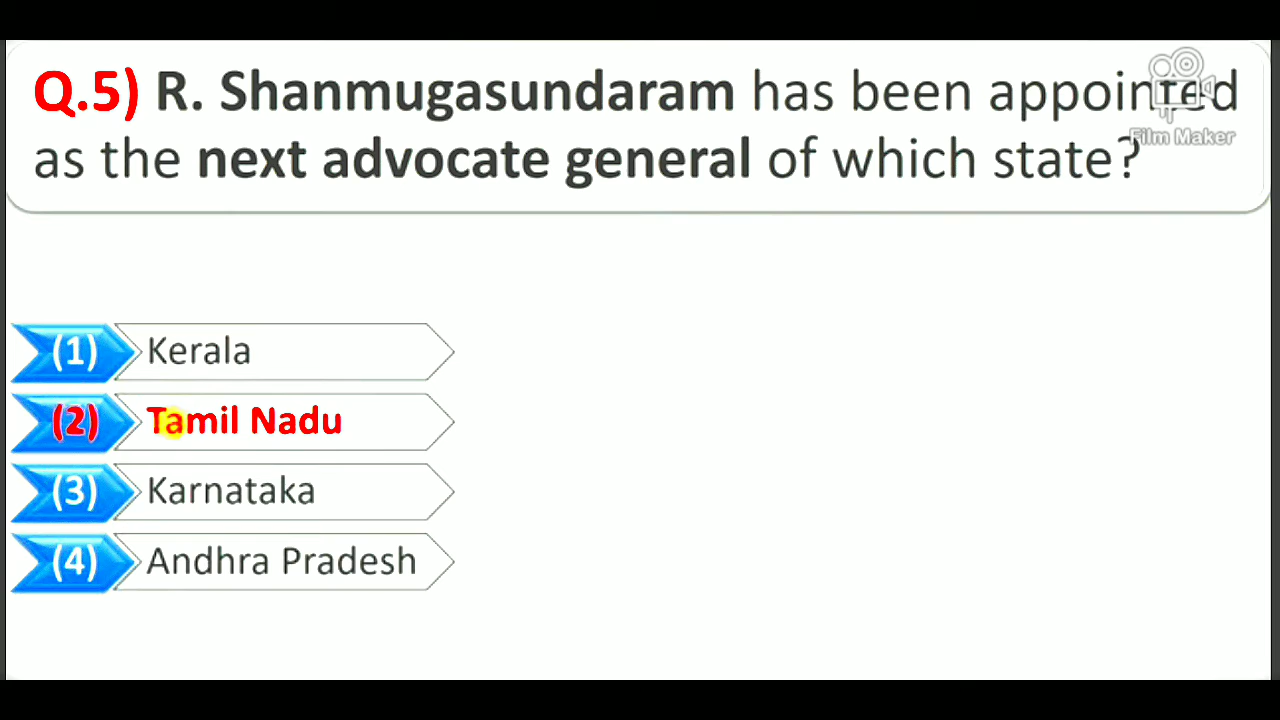 Q.5) R. Shanmugasundaram has been appointed
Film Maker
as the next advocate general of which state?
(1) Kerala
(2) Tamil Nadu
(3) Karnataka
(4) Andhra Pradesh